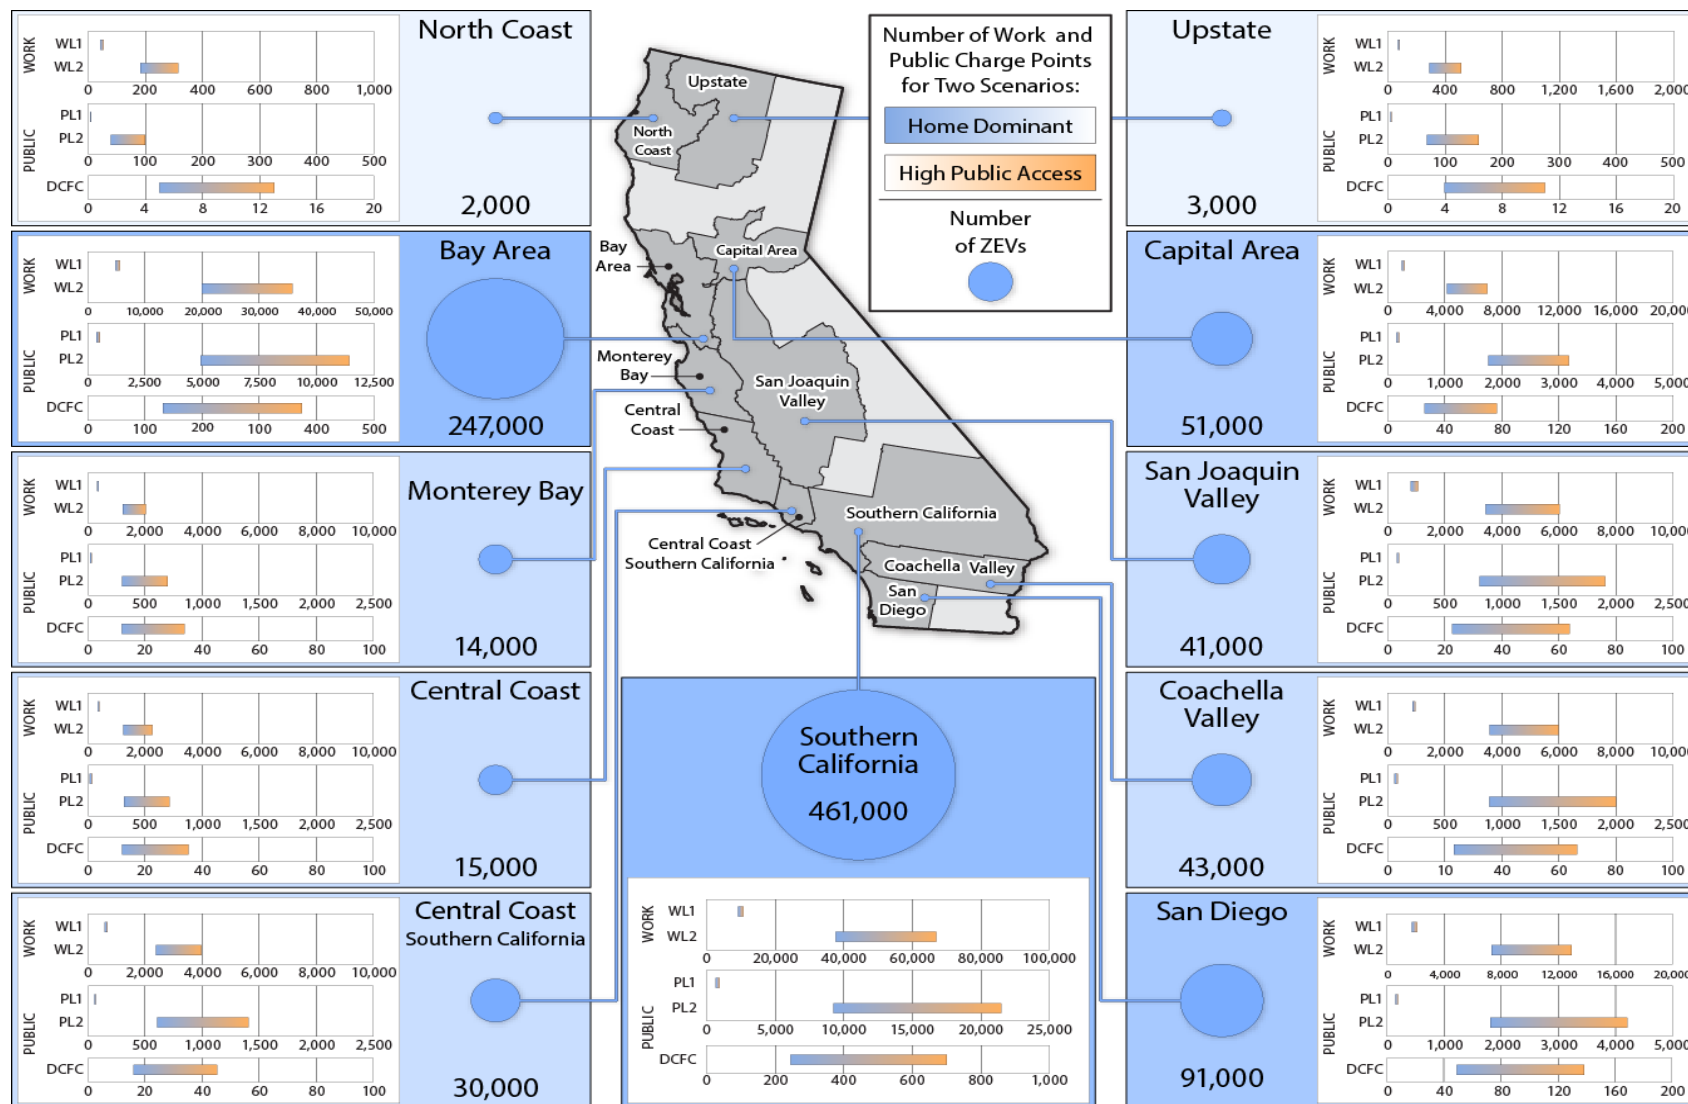 North Coast
WORK
WL1
WL2
0 200 400 600 800 1,000
PUBLIC
PL1
PL2
0 100 200 300 400 500
DCFC
0 4 8 13 16 20
2,000
Bay Area
WORK
WL1
WL2
0 10,000 20,000 30,000 40,000 50,000
PUBLIC
PL1
PL2
0 2,500 5,000 7,500 10,000 12,500
DCFC
0 100 200 300 400 500
247,000
Monterey Bay
WORK
WL1
WL2
0 2,000 4,000 6,000 8,000 10,000
PUBLIC
PL1
PL2
0 500 1,000 1,500 2,000 2,500
DCFC
0 20 40 60 80 100
14,000
Central Coast
WORK
WL1
WL2
0 2,000 4,000 6,000 8,000 10,000
PUBLIC
PL1
PL2
0 500 1,000 1,500 2,000 2,500
DCFC
0 20 40 60 80 100
15,000
Central Coast
Southern California
WORK
WL1
WL2
0 2,000 4,000 6,000 8,000 10,000
PUBLIC
PL1
PL2
0 500 1,000 1,500 2,000 2,500
DCFC
0 20 40 60 80 100
30,000
Number of Work and
Public Charge Points
for Two Scenarios:
Home Dominant
High Public Access
Number
of ZEVs
Upstate
North
Coast
Bay
Area
Capital Area
Monterey
Bay
San Joaquin
Valley
Central
Coast
Southern California
Central Coast
Southern California
Coachella Valley
San
Diego
Southern
California
461,000
WORK
WL1
WL2
0 20,000 40,000 60,000 80,000 100,000
PUBLIC
PL1
PL2
0 5,000 10,000 15,000 20,000 25,000
DCFC
0 200 400 600 800 1,000
Upstate
WORK
WL1
WL2
0 400 800 1,200 1,600 2,000
PUBLIC
PL1
PL2
0 100 200 300 400 500
DCFC
0 4 8 13 16 20
3,000
Capital Area
WORK
WL1
WL2
0 4,000 8,000 12,000 16,000 20,000
PUBLIC
PL1
PL2
0 1,000 2,000 3,000 4,000 5,000
DCFC
0 40 80 120 160 200
51,000
San Joaquin
Valley
WORK
WL1
WL2
0 2,000 4,000 6,000 8,000 10,000
PUBLIC
PL1
PL2
0 500 1,000 1,500 2,000 2,500
DCFC
0 20 40 60 80 100
41,000
Coachella
Valley
WORK
WL1
WL2
0 2,000 4,000 6,000 8,000 10,000
PUBLIC
PL1
PL2
0 500 1,000 1,500 2,000 2,500
DCFC
0 20 40 60 80 100
43,000
San Diego
WORK
WL1
WL2
0 4,000 8,000 12,000 16,000 20,000
PUBLIC
PL1
PL2
0 1,000 2,000 3,000 4,000 5,000
DCFC
0 40 80 120 160 200
91,000